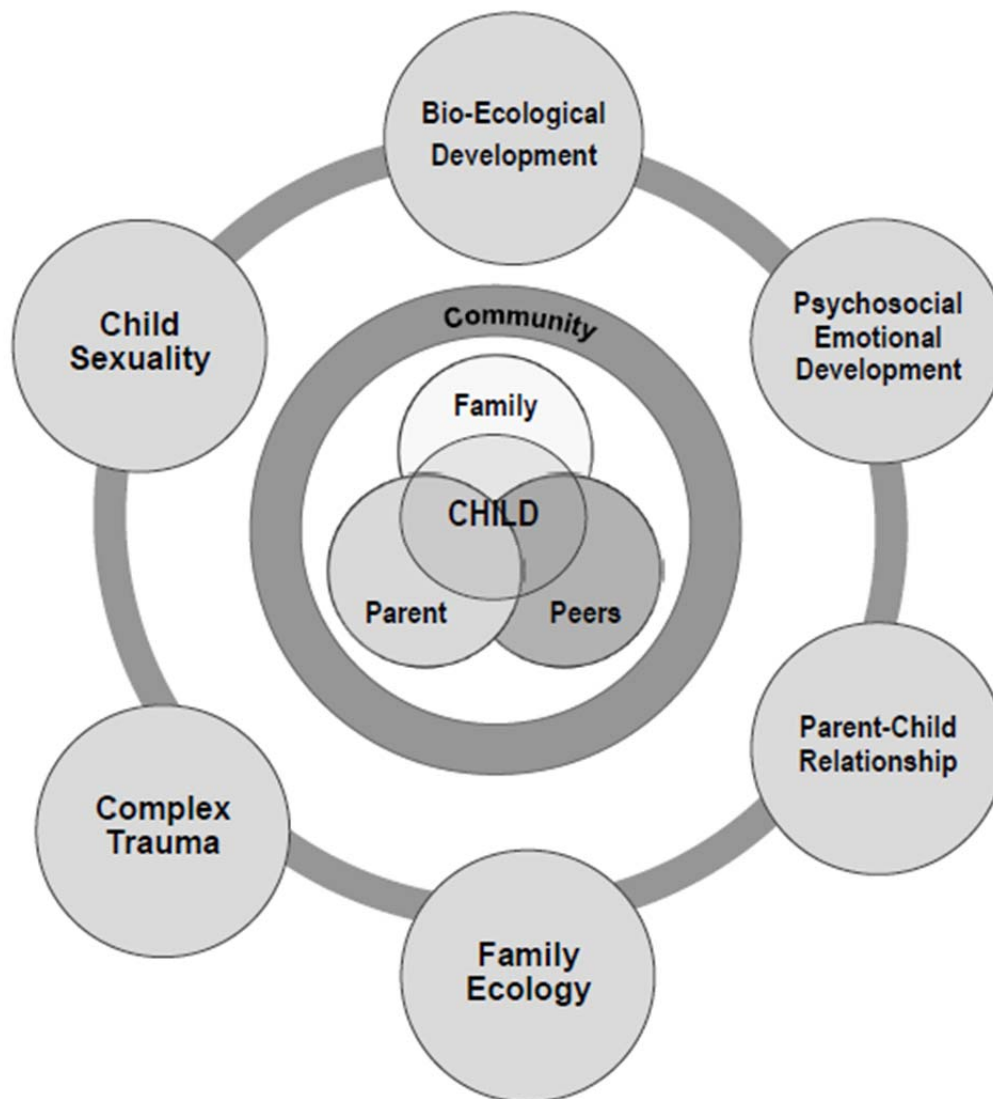 Bio-Ecological
Development
Psychosocial
Emotional
Development
Parent-Child
Relationship
Family
Ecology
Complex
Trauma
Child
Sexuality
Community
Family
CHILD
Parent
Peers